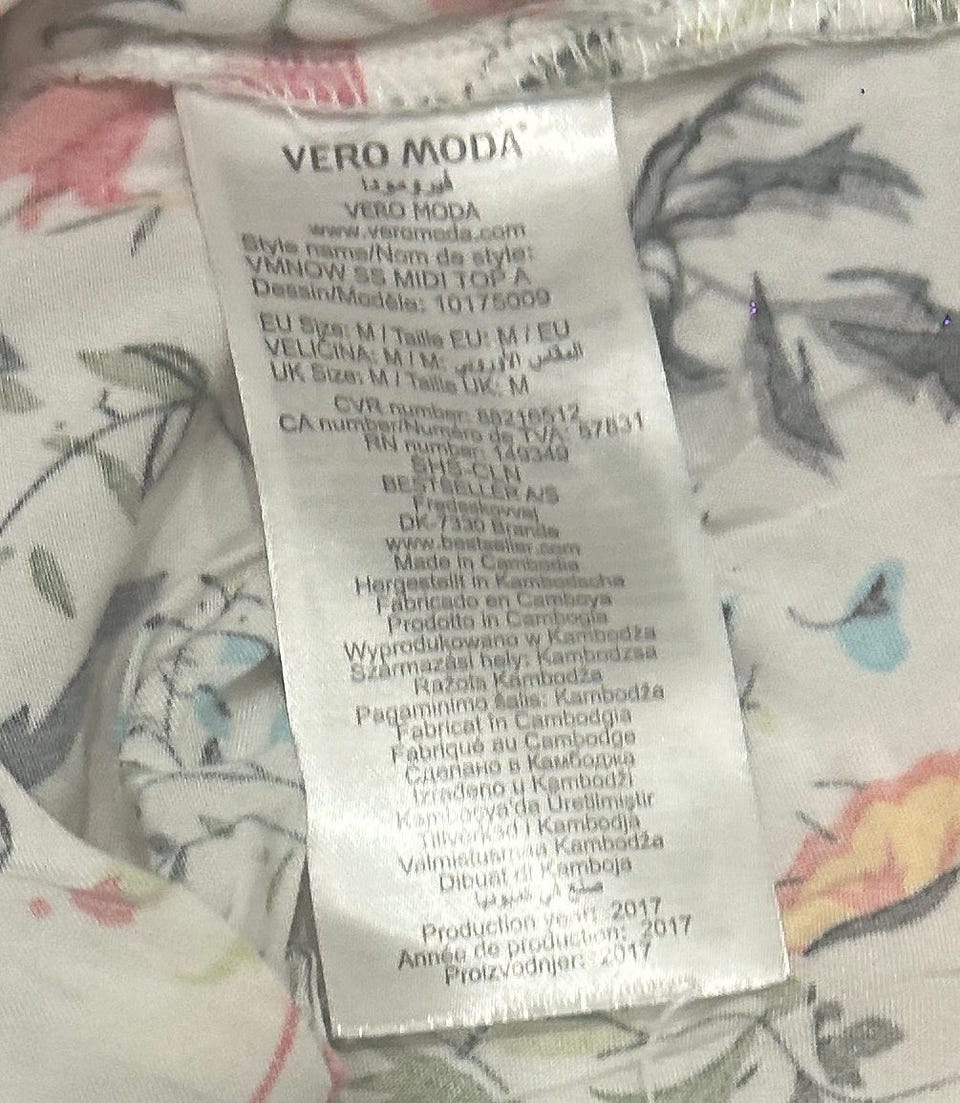 VERO MODA
فيرو مودا
VERO MODA
www.veromoda.com
Style name/Nom de style:
VMNOW SS MIDI TOP A
Dessin/Modèle: 10175009
EU Size: M / Taille EU: M / EU
VELIČINA: M / M: المقاس الأوروبي
UK Size: M / Taille UK: M
CVR number: 88216512
CA number/Numéro de TVA: 57831
RN number: 149349
SHS-CLN
BESTSELLER A/S
Fredskovvej
DK-7330 Brande
www.bestseller.com
Made in Cambodia
Hergestellt in Kambodscha
Fabricado en Camboya
Prodotto in Cambogia
Wyprodukowano w Kambodża
Származási hely: Kambodzsa
Ražots Kambodža
Pagaminimo šalis: Kambodža
Fabricat în Cambodgia
Fabriqué au Cambodge
Сделано в Камбоджа
Izrađeno u Kambodži
Kamboçya'da Üretilmiştir
Tillverkad i Kambodja
Valmistusmaa Kambodža
Dibuat di Kamboja
صنع في
Production year: 2017
Année de production: 2017
Proizvodnjer: 2017